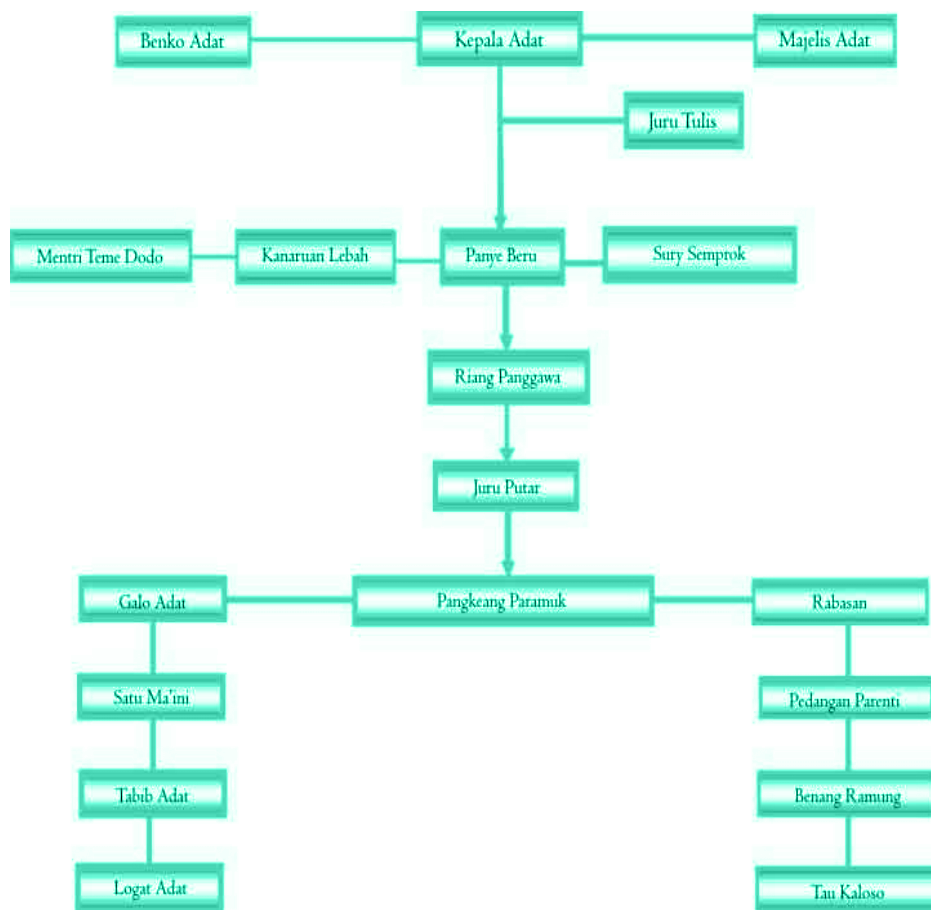 Benko Adat
Kepala Adat
Majelis Adat
Juru Tulis
Mentri Teme Dodo
Kanaruan Lebah
Panye Beru
Sury Semprok
Riang Panggawa
Juru Putar
Galo Adat
Pangkeang Paramuk
Rabasan
Satu Ma'ini
Pedangan Parenti
Tabib Adat
Benang Ramung
Logat Adat
Tau Kaloso